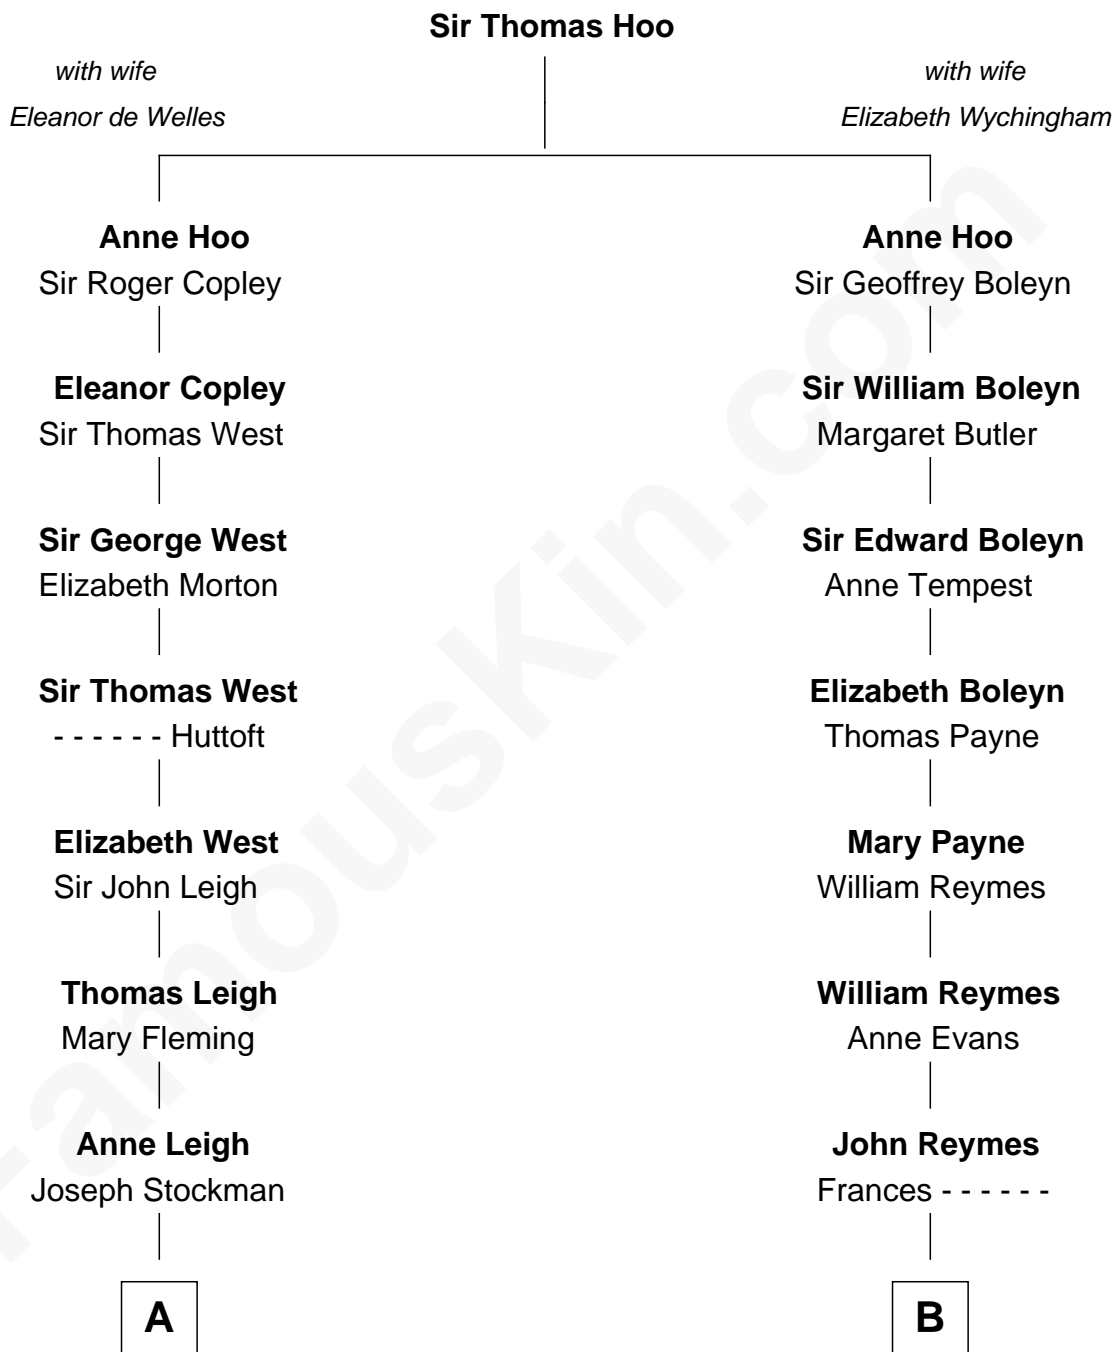 Sir Thomas Hoo
with wife
Eleanor de Welles
with wife
Elizabeth Wychingham
Anne Hoo
Sir Roger Copley
Anne Hoo
Sir Geoffrey Boleyn
Eleanor Copley
Sir Thomas West
Sir William Boleyn
Margaret Butler
Sir George West
Elizabeth Morton
Sir Edward Boleyn
Anne Tempest
Sir Thomas West
- - - - - - Huttoft
Elizabeth Boleyn
Thomas Payne
Elizabeth West
Sir John Leigh
Mary Payne
William Reymes
Thomas Leigh
Mary Fleming
William Reymes
Anne Evans
Anne Leigh
Joseph Stockman
John Reymes
Frances - - - - - -
A
B
FamousKin.com